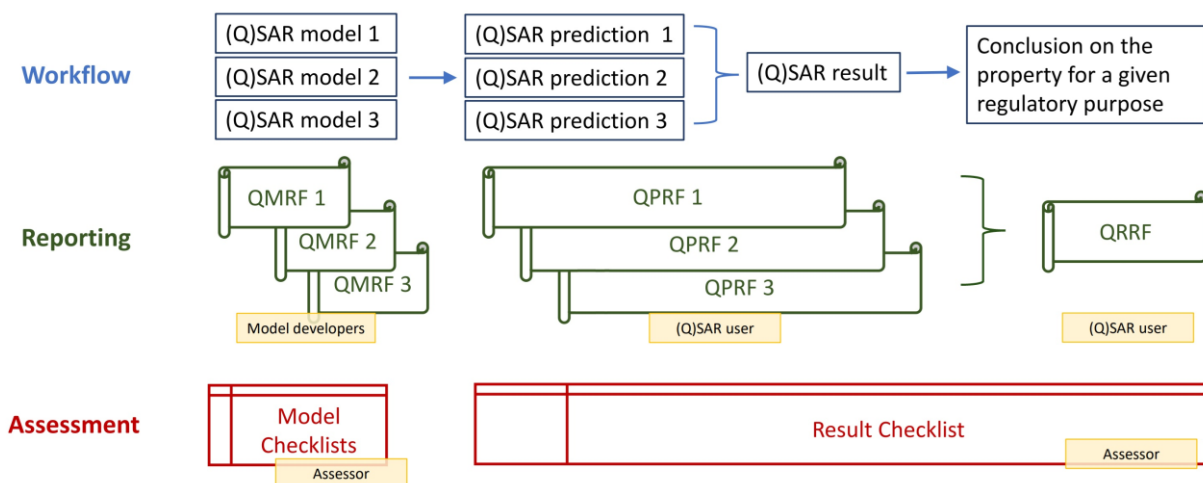 Workflow
(Q)SAR model 1
(Q)SAR model 2
(Q)SAR model 3
(Q)SAR prediction 1
(Q)SAR prediction 2
(Q)SAR prediction 3
(Q)SAR result
Conclusion on the
property for a given
regulatory purpose
Reporting
QMRF 1
QMRF 2
QMRF 3
Model developers
QPRF 1
QPRF 2
QPRF 3
(Q)SAR user
QRRF
(Q)SAR user
Assessment
Model
Checklists
Assessor
Result Checklist
Assessor